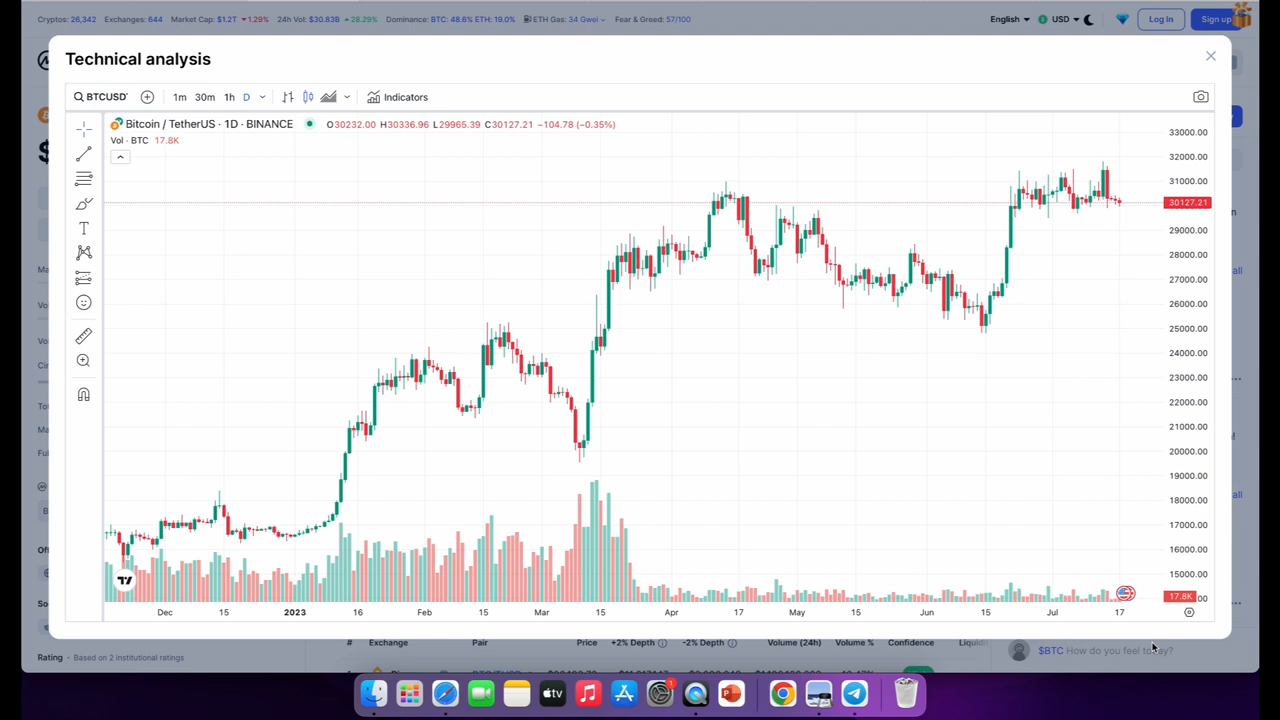 Cryptos: 26,342 Exchanges: 644 Market Cap: $1.2T 1.29% 24h Vol: $30.83B 28.29% Dominance: BTC: 48.6% ETH: 19.0% ETH Gas: 34 Gwei Fear & Greed: 57/100 English USD Log In Sign up
Technical analysis
BTCUSD 1m 30m 1h D Indicators
Bitcoin / TetherUS · 1D · BINANCE O30232.00 H30336.96 L29965.39 C30127.21 −104.78 (−0.35%)
Vol · BTC 17.8K
33000.00
32000.00
31000.00
30127.21
29000.00
28000.00
27000.00
26000.00
25000.00
24000.00
23000.00
22000.00
21000.00
20000.00
19000.00
18000.00
17000.00
16000.00
15000.00
17.8K
Dec 15 2023 16 Feb 15 Mar 15 Apr 17 May 15 Jun 15 Jul 17
# Exchange Pair Price +2% Depth -2% Depth Volume (24h) Volume % Confidence
$BTC How do you feel today?
Rating · Based on 2 institutional ratings